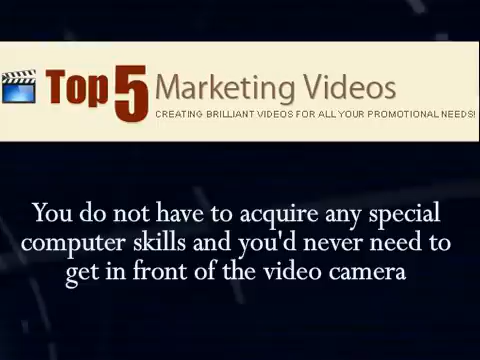 Top 5 Marketing Videos
CREATING BRILLIANT VIDEOS FOR ALL YOUR PROMOTIONAL NEEDS!
You do not have to acquire any special
computer skills and you'd never need to
get in front of the video camera